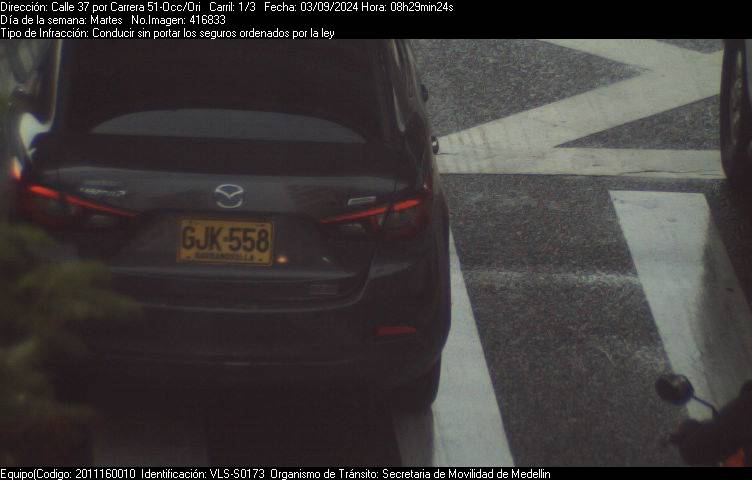 Dirección: Calle 37 por Carrera 51-Occ/Ori Carril: 1/3 Fecha: 03/09/2024 Hora: 08h29min24s
Día de la semana: Martes No.Imagen: 416833
Tipo de Infracción: Conducir sin portar los seguros ordenados por la ley
GJK-558
BARRANQUILLA
Equipo(Codigo: 2011160010 Identificación: VLS-S0173 Organismo de Tránsito: Secretaria de Movilidad de Medellin